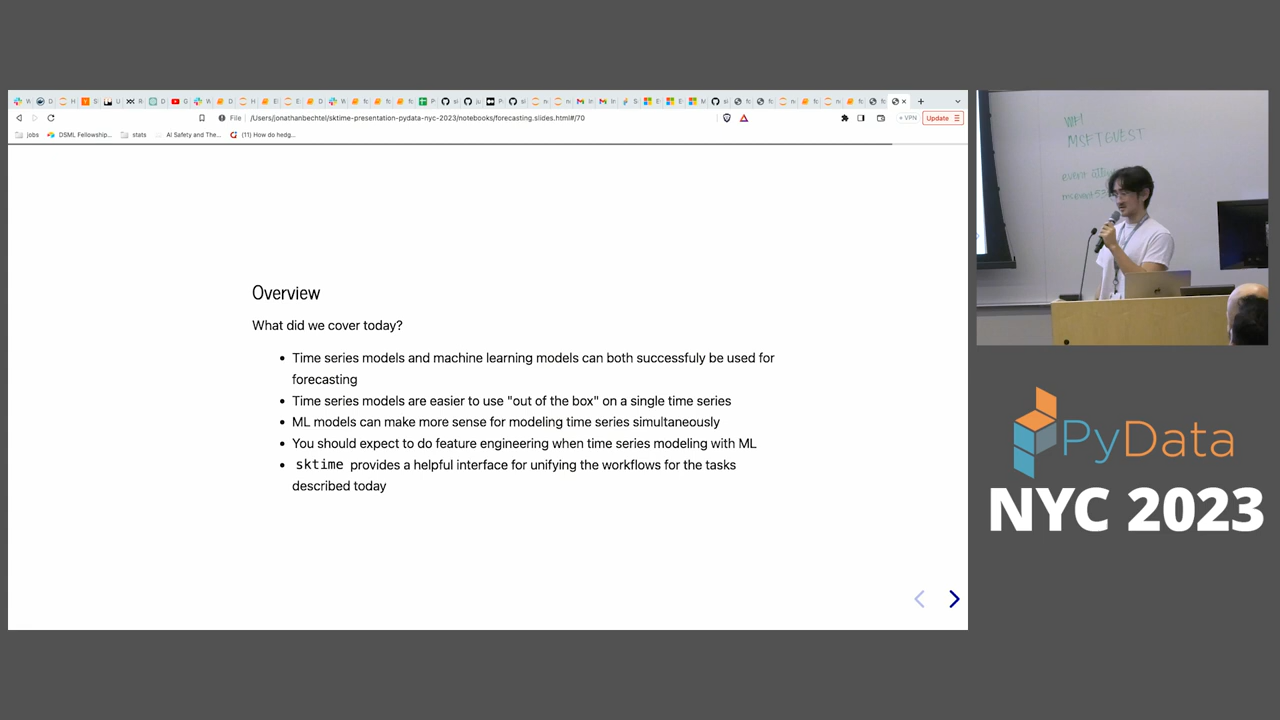 /Users/jonathanbechtel/sktime-presentation-pydata-nyc-2023/notebooks/forecasting.slides.html#/70
File
VPN
Update
jobs
DSML Fellowship...
stats
AI Safety and The...
(11) How do hedg...
Overview
What did we cover today?
Time series models and machine learning models can both successfuly be used for
forecasting
Time series models are easier to use "out of the box" on a single time series
ML models can make more sense for modeling time series simultaneously
You should expect to do feature engineering when time series modeling with ML
sktime provides a helpful interface for unifying the workflows for the tasks
described today
MSFTGUEST
PyData
NYC 2023